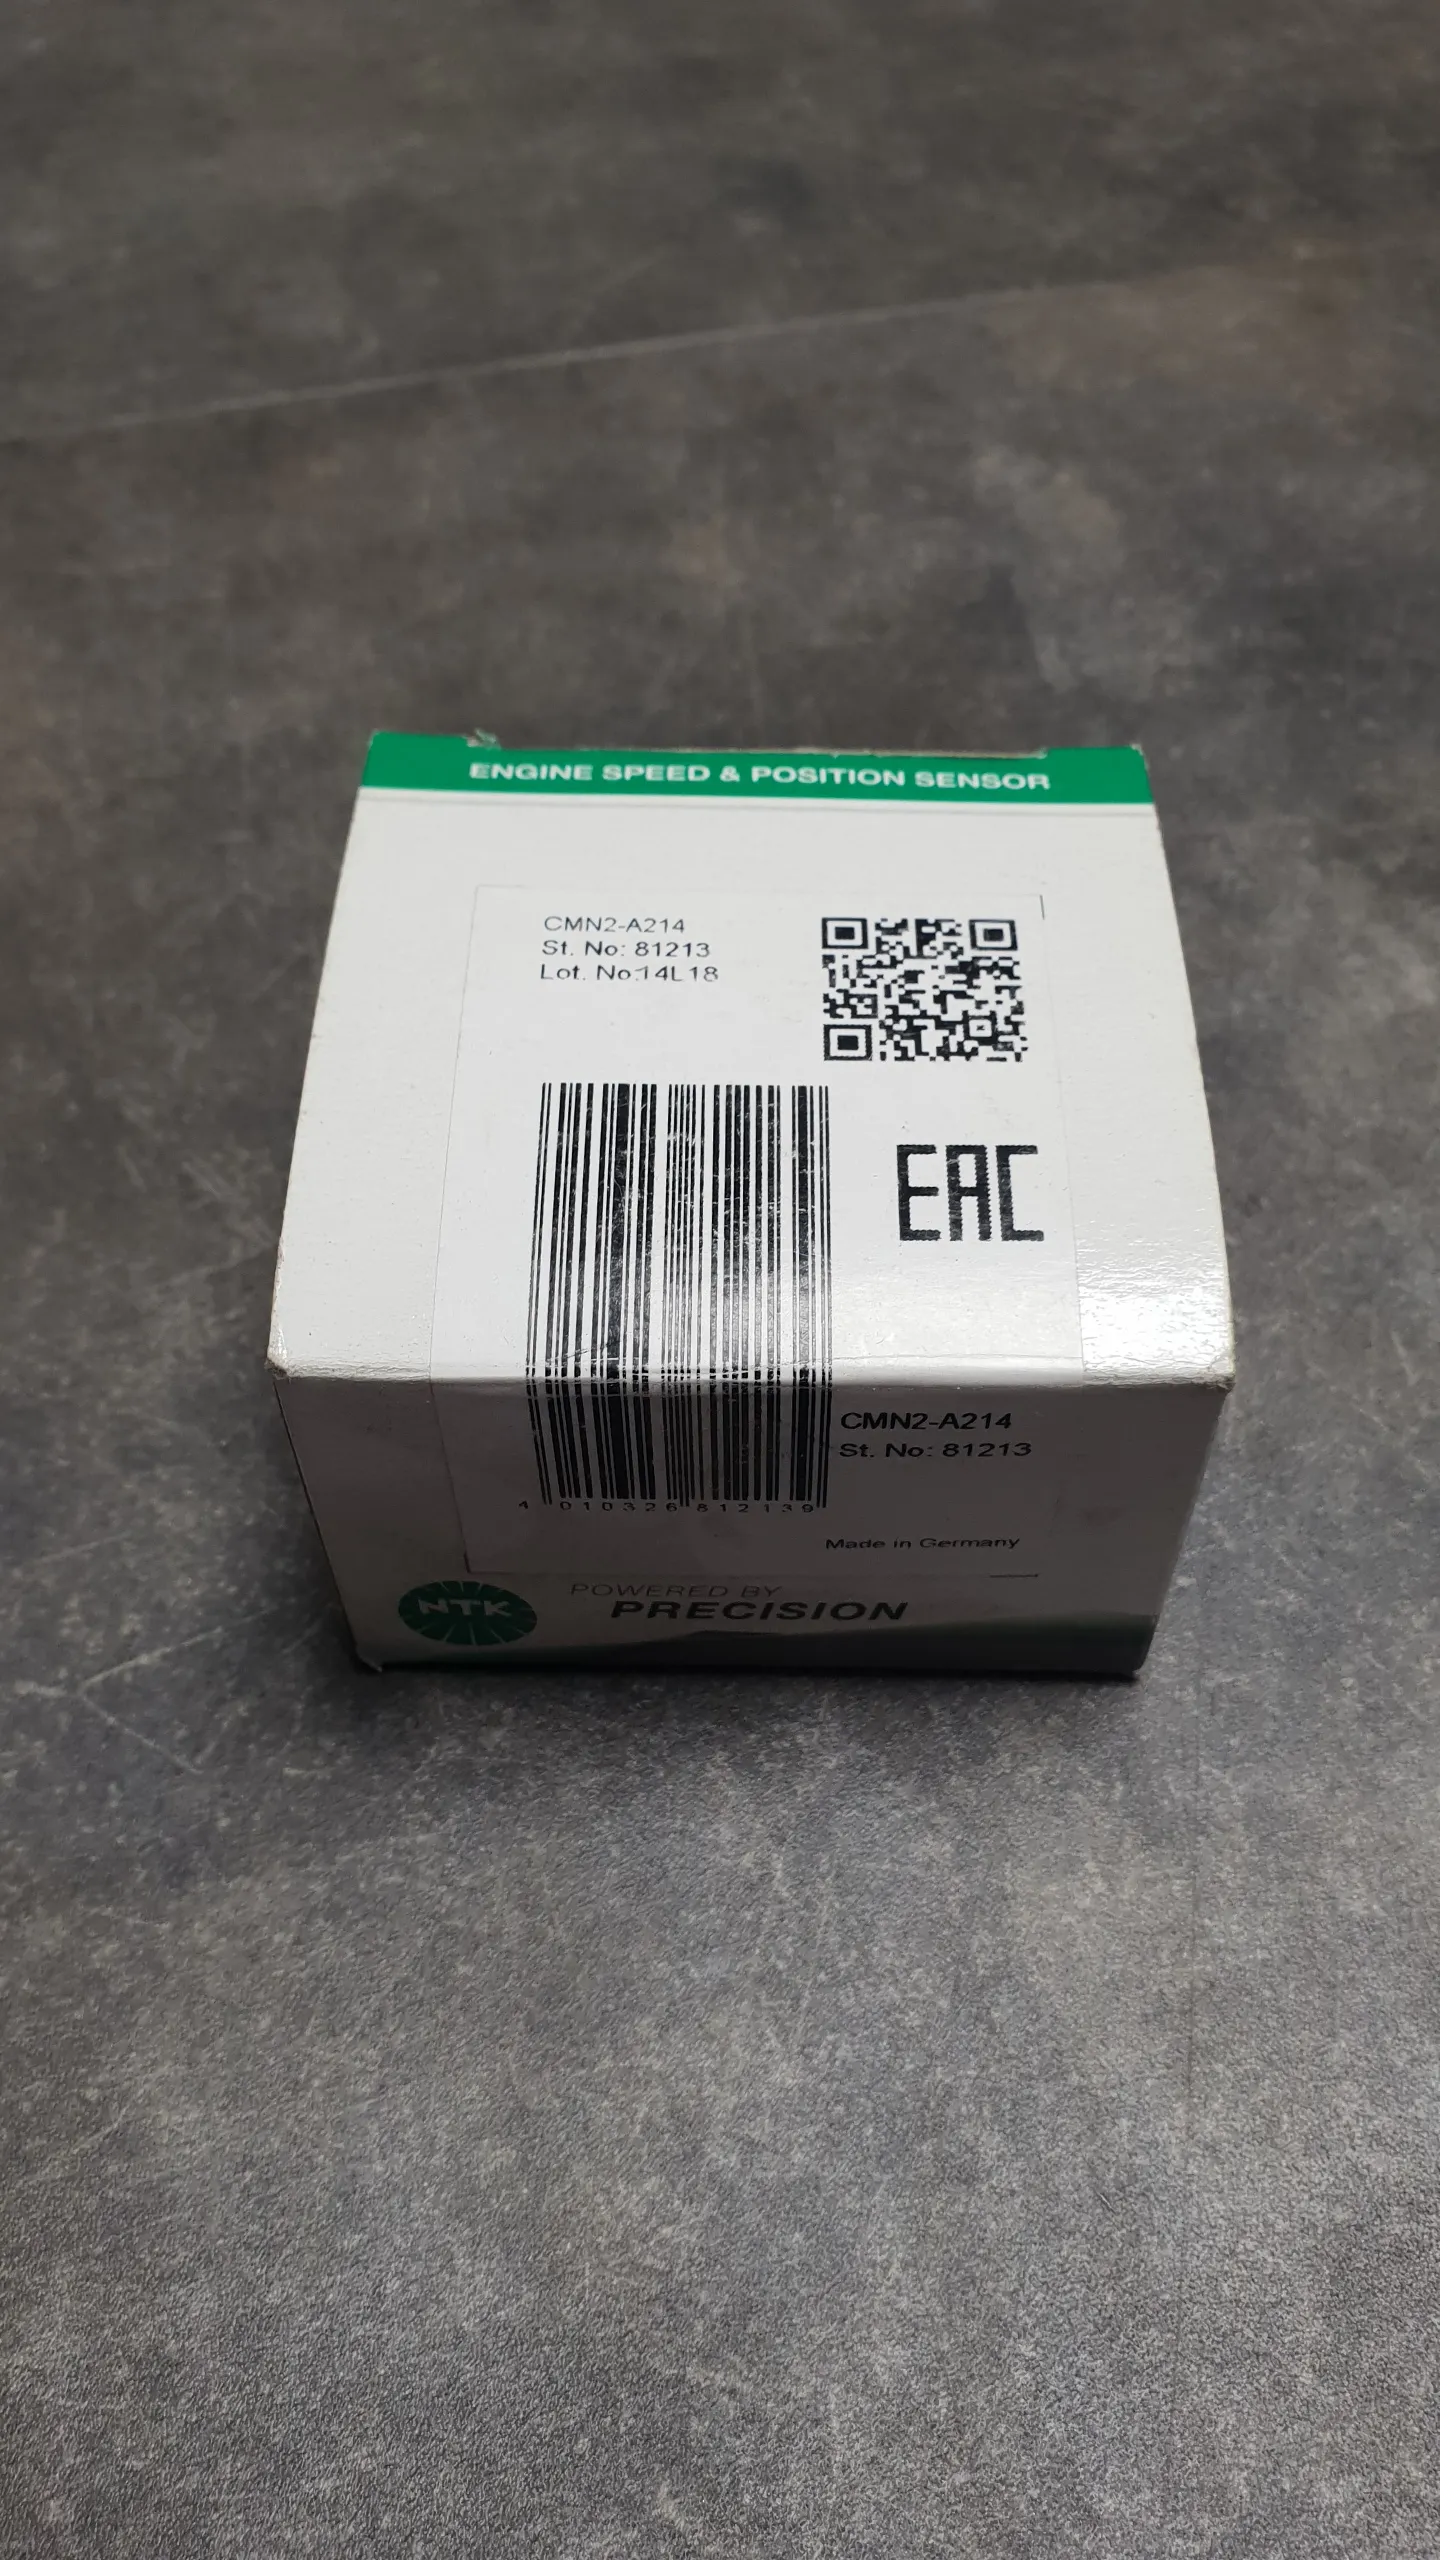 ENGINE SPEED & POSITION SENSOR
CMN2-A214
St. No: 81213
Lot. No:14L18
EAC
CMN2-A214
St. No: 81213
4 010326 812139
Made in Germany
NTK
POWERED BY
PRECISION